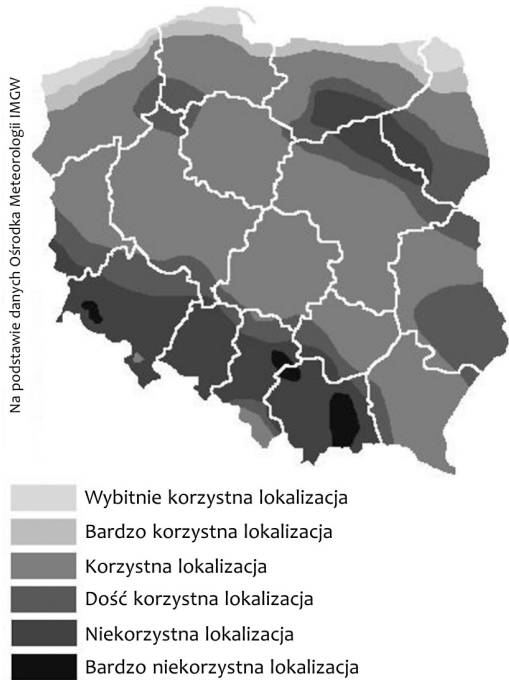 Na podstawie danych Ośrodka Meteorologii IMGW
Wybitnie korzystna lokalizacja
Bardzo korzystna lokalizacja
Korzystna lokalizacja
Dość korzystna lokalizacja
Niekorzystna lokalizacja
Bardzo niekorzystna lokalizacja